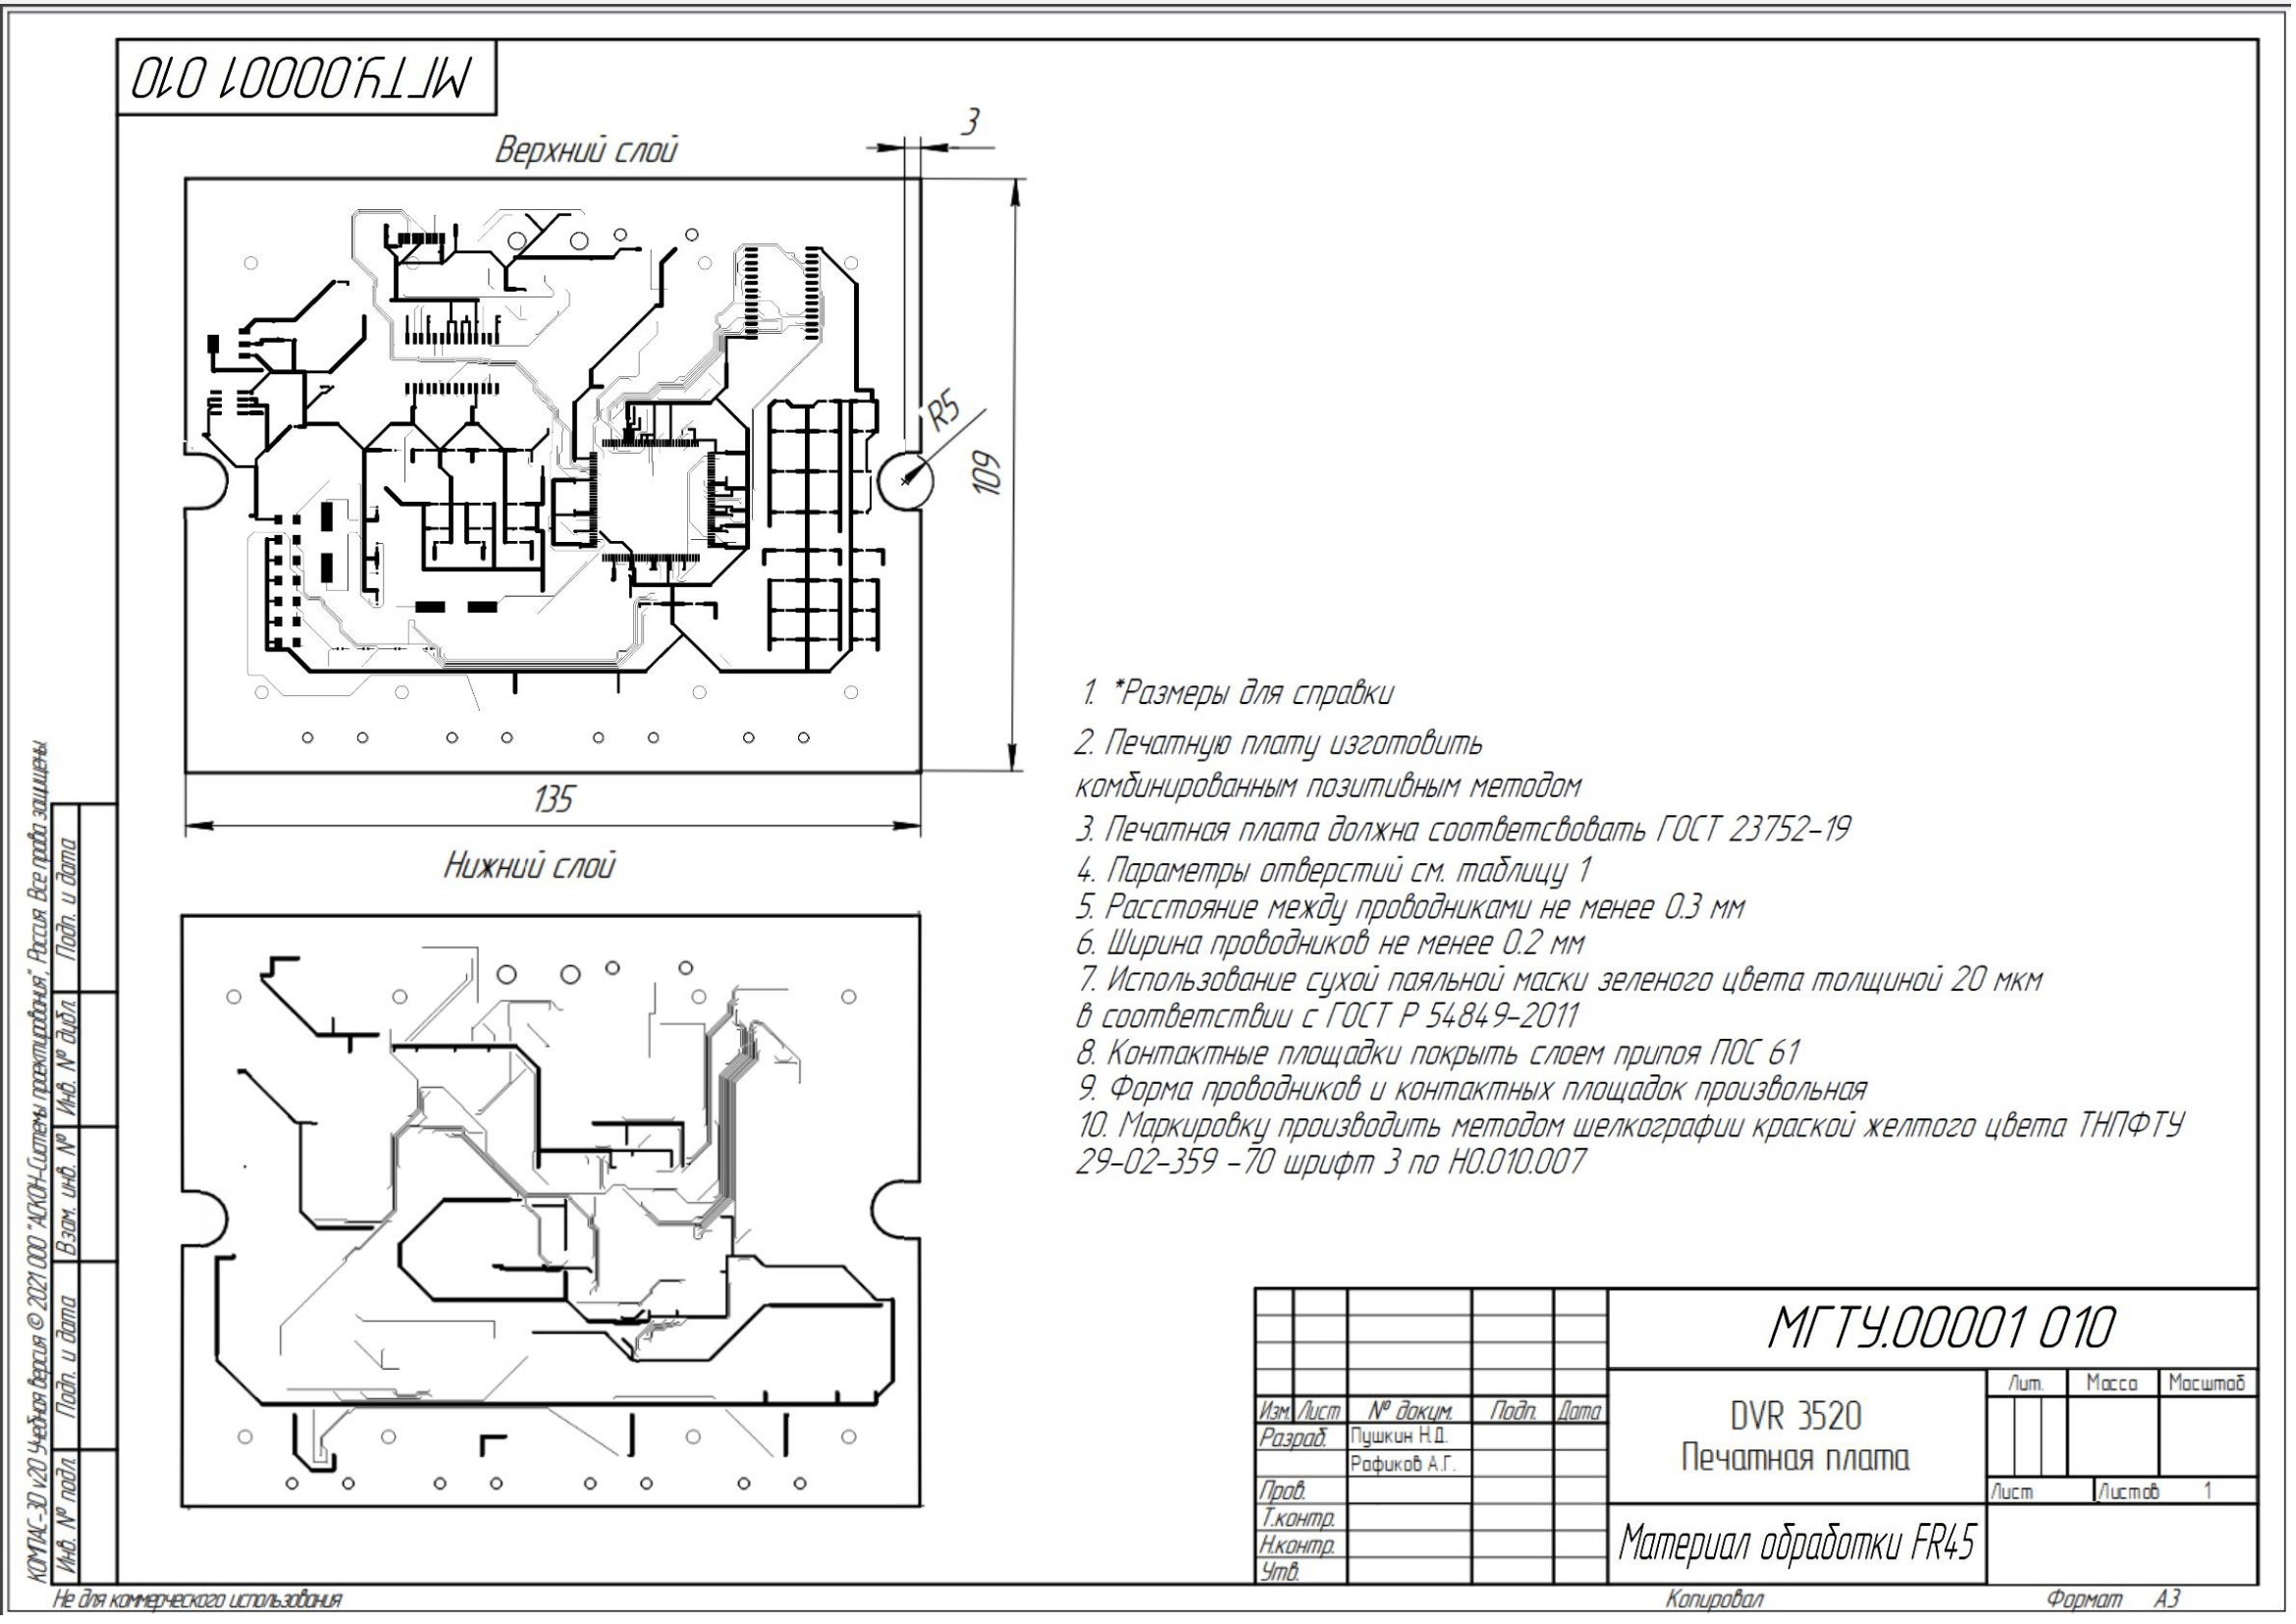 МГТУ.00001 010
Верхний слой
3
R5
109
135
Нижний слой
1. *Размеры для справки
2. Печатную плату изготовить
комбинированным позитивным методом
3. Печатная плата должна соответсвовать ГОСТ 23752-19
4. Параметры отверстий см. таблицу 1
5. Расстояние между проводниками не менее 0.3 мм
6. Ширина проводников не менее 0.2 мм
7. Использование сухой паяльной маски зеленого цвета толщиной 20 мкм
в соответствии с ГОСТ Р 54849-2011
8. Контактные площадки покрыть слоем припоя ПОС 61
9. Форма проводников и контактных площадок произвольная
10. Маркировку производить методом шелкографии краской желтого цвета ТНПФТУ
29-02-359 -70 шрифт 3 по Н0.010.007
КОМПАС-3D v20 Учебная версия © 2021 ООО "АСКОН-Системы проектирования", Россия. Все права защищены.
Подп. и дата
Инв. № дубл.
Взам. инв. №
Подп. и дата
Инв. № подл.
МГТУ.00001 010
Изм. Лист № докум. Подп. Дата
Разраб. Пушкин Н.Д.
Рафиков А.Г.
Пров.
Т.контр.
Н.контр.
Утв.
DVR 3520
Печатная плата
Лит. Масса Масштаб
Лист Листов 1
Материал обработки FR45
Не для коммерческого использования
Копировал
Формат А3